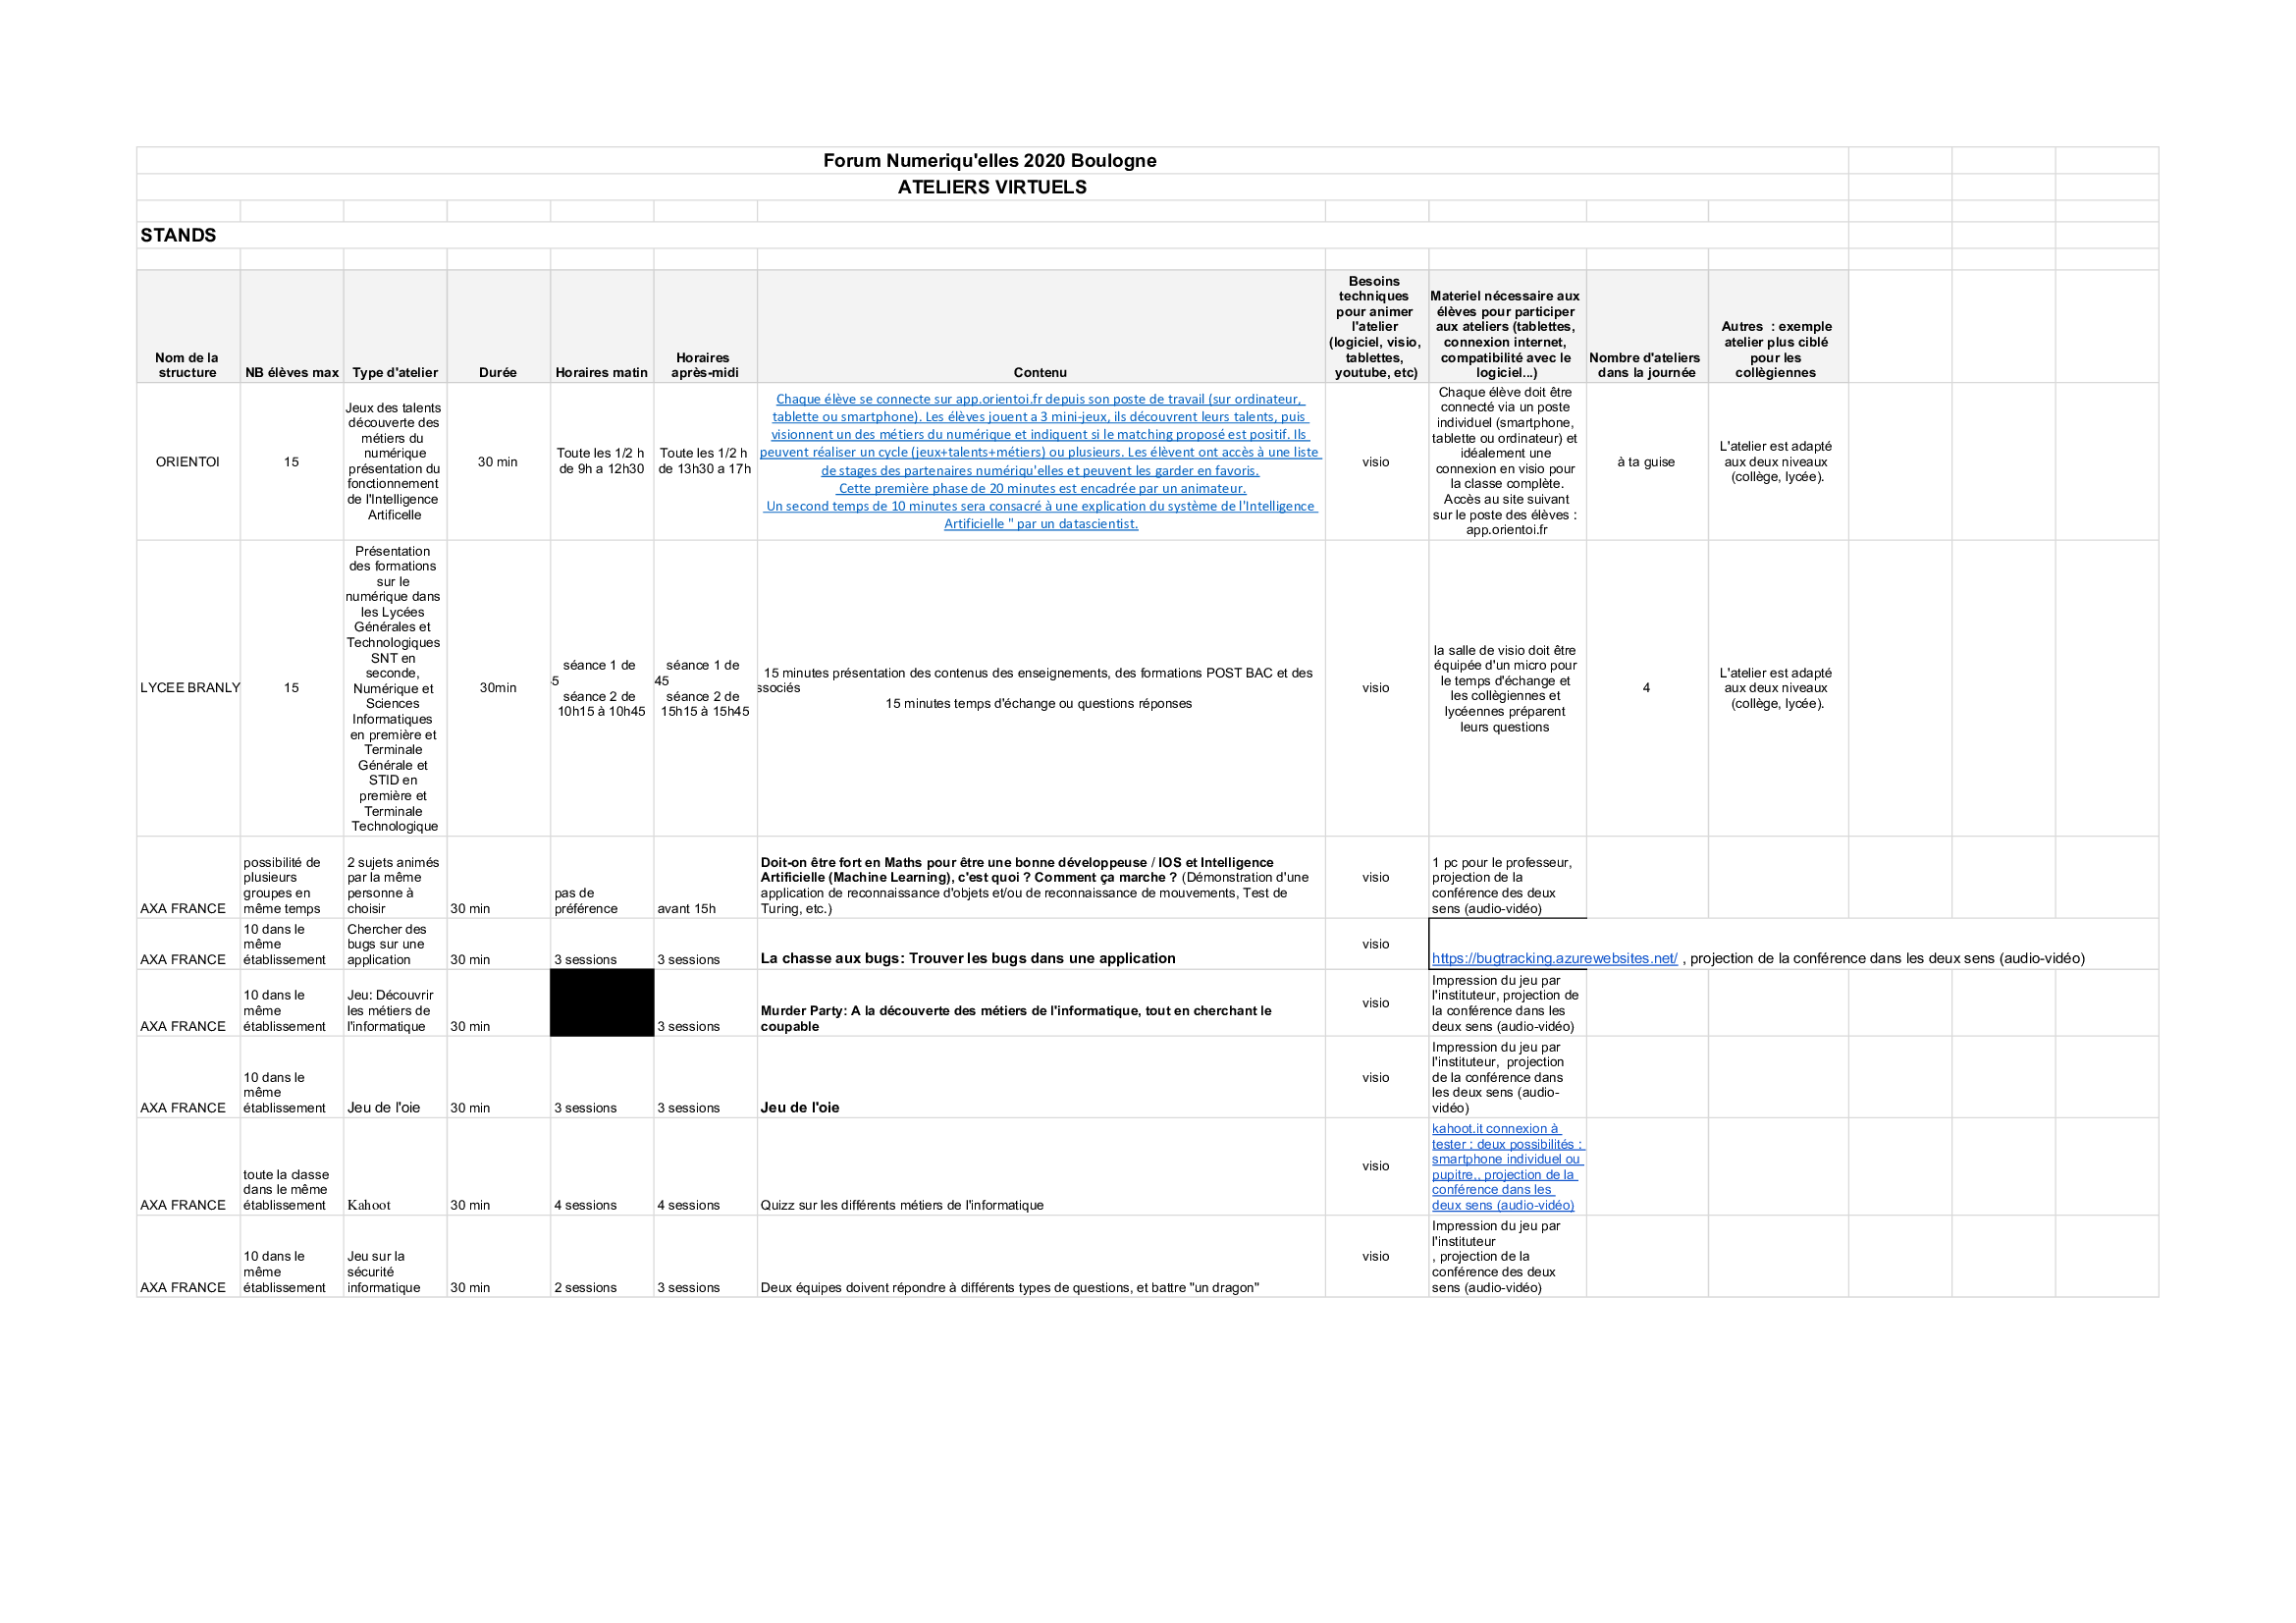 Forum Numeriqu'elles 2020 Boulogne
ATELIERS VIRTUELS
STANDS
Nom de la
structure
NB élèves max
Type d'atelier
Durée
Horaires matin
Horaires
après-midi
Contenu
Besoins
techniques
pour animer
l'atelier
(logiciel, visio,
tablettes,
youtube, etc)
Materiel nécessaire aux
élèves pour participer
aux ateliers (tablettes,
connexion internet,
compatibilité avec le
logiciel...)
Nombre d'ateliers
dans la journée
Autres  : exemple
atelier plus ciblé
pour les
collègiennes
ORIENTOI
15
Jeux des talents
découverte des
métiers du
numérique
présentation du
fonctionnement
de l'Intelligence
Artificelle
30 min
Toute les 1/2 h
de 9h a 12h30
Toute les 1/2 h
de 13h30 a 17h
Chaque élève se connecte sur app.orientoi.fr depuis son poste de travail (sur ordinateur,
tablette ou smartphone). Les élèves jouent a 3 mini-jeux, ils découvrent leurs talents, puis
visionnent un des métiers du numérique et indiquent si le matching proposé est positif. Ils
peuvent réaliser un cycle (jeux+talents+métiers) ou plusieurs. Les élèvent ont accès à une liste
de stages des partenaires numériqu'elles et peuvent les garder en favoris.
Cette première phase de 20 minutes est encadrée par un animateur.
Un second temps de 10 minutes sera consacré à une explication du système de l'Intelligence
Artificielle " par un datascientist.
visio
Chaque élève doit être
connecté via un poste
individuel (smartphone,
tablette ou ordinateur) et
idéalement une
connexion en visio pour
la classe complète.
Accès au site suivant
sur le poste des élèves :
app.orientoi.fr
à ta guise
L'atelier est adapté
aux deux niveaux
(collège, lycée).
LYCEE BRANLY
15
Présentation
des formations
sur le
numérique dans
les Lycées
Générales et
Technologiques
SNT en
seconde,
Numérique et
Sciences
Informatiques
en première et
Terminale
Générale et
STID en
première et
Terminale
Technologique
30min
séance 1 de
45
séance 2 de
10h15 à 10h45
séance 1 de
45
séance 2 de
15h15 à 15h45
15 minutes présentation des contenus des enseignements, des formations POST BAC et des
ssociés
15 minutes temps d'échange ou questions réponses
visio
la salle de visio doit être
équipée d'un micro pour
le temps d'échange et
les collègiennes et
lycéennes préparent
leurs questions
4
L'atelier est adapté
aux deux niveaux
(collège, lycée).
AXA FRANCE
possibilité de
plusieurs
groupes en
même temps
2 sujets animés
par la même
personne à
choisir
30 min
pas de
préférence
avant 15h
Doit-on être fort en Maths pour être une bonne développeuse / IOS et Intelligence
Artificielle (Machine Learning), c'est quoi ? Comment ça marche ? (Démonstration d'une
application de reconnaissance d'objets et/ou de reconnaissance de mouvements, Test de
Turing, etc.)
visio
1 pc pour le professeur,
projection de la
conférence des deux
sens (audio-vidéo)
AXA FRANCE
10 dans le
même
établissement
Chercher des
bugs sur une
application
30 min
3 sessions
3 sessions
La chasse aux bugs: Trouver les bugs dans une application
visio
https://bugtracking.azurewebsites.net/ , projection de la conférence dans les deux sens (audio-vidéo)
AXA FRANCE
10 dans le
même
établissement
Jeu: Découvrir
les métiers de
l'informatique
30 min
3 sessions
Murder Party: A la découverte des métiers de l'informatique, tout en cherchant le
coupable
visio
Impression du jeu par
l'instituteur, projection de
la conférence dans les
deux sens (audio-vidéo)
AXA FRANCE
10 dans le
même
établissement
Jeu de l'oie
30 min
3 sessions
3 sessions
Jeu de l'oie
visio
Impression du jeu par
l'instituteur,  projection
de la conférence dans
les deux sens (audio-
vidéo)
AXA FRANCE
toute la classe
dans le même
établissement
Kahoot
30 min
4 sessions
4 sessions
Quizz sur les différents métiers de l'informatique
visio
kahoot.it connexion à
tester : deux possibilités :
smartphone individuel ou
pupitre,, projection de la
conférence dans les
deux sens (audio-vidéo)
AXA FRANCE
10 dans le
même
établissement
Jeu sur la
sécurité
informatique
30 min
2 sessions
3 sessions
Deux équipes doivent répondre à différents types de questions, et battre "un dragon"
visio
Impression du jeu par
l'instituteur
, projection de la
conférence des deux
sens (audio-vidéo)